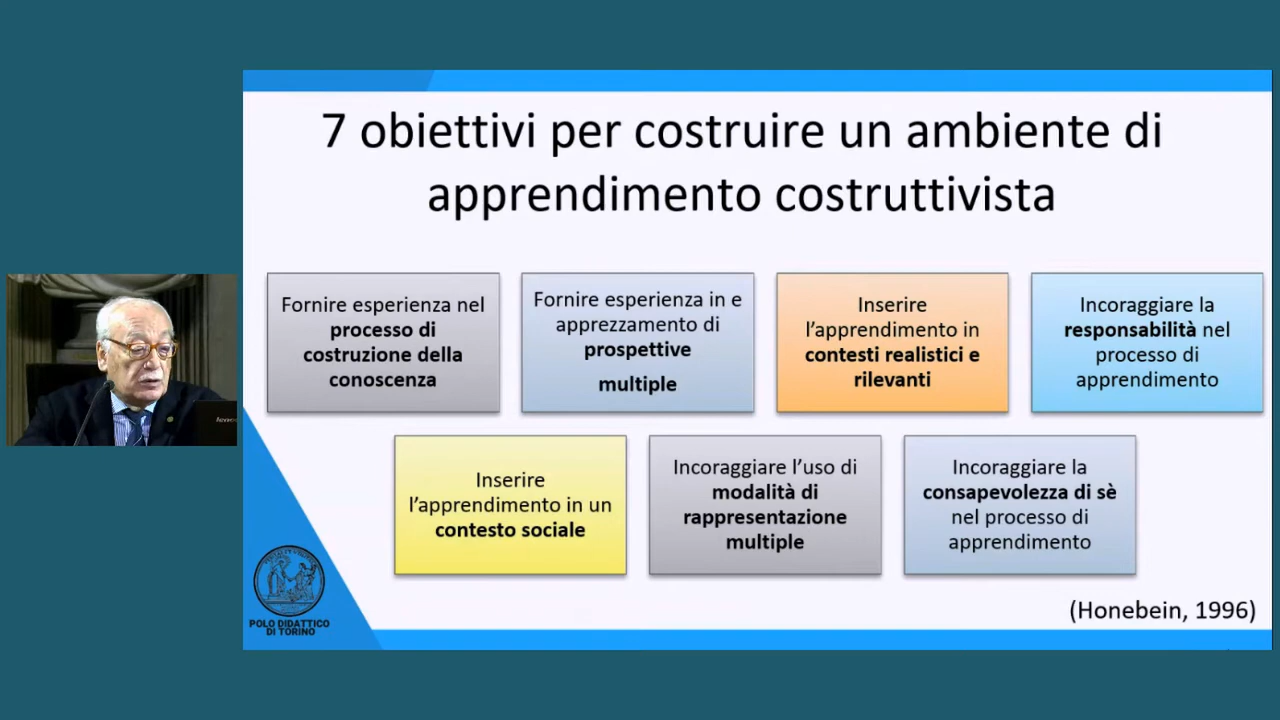 7 obiettivi per costruire un ambiente di
apprendimento costruttivista
Fornire esperienza nel
processo di
costruzione della
conoscenza
Fornire esperienza in e
apprezzamento di
prospettive
multiple
Inserire
l’apprendimento in
contesti realistici e
rilevanti
Incoraggiare la
responsabilità nel
processo di
apprendimento
Inserire
l’apprendimento in un
contesto sociale
Incoraggiare l’uso di
modalità di
rappresentazione
multiple
Incoraggiare la
consapevolezza di sè
nel processo di
apprendimento
(Honebein, 1996)
POLO DIDATTICO
DI TORINO